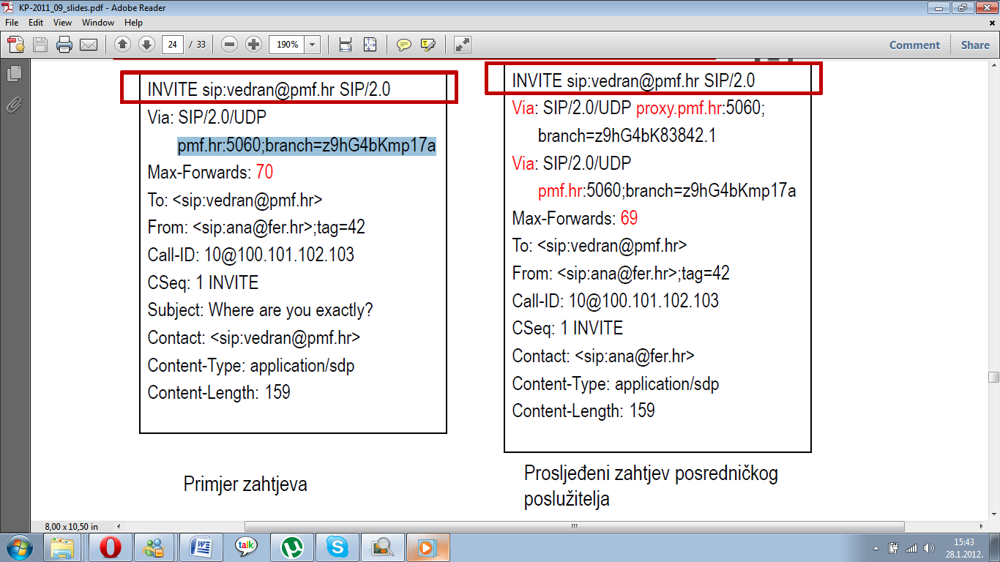 KP-2011_09_slides.pdf - Adobe Reader
File Edit View Window Help
24 / 33 190% Comment Share
INVITE sip:vedran@pmf.hr SIP/2.0
Via: SIP/2.0/UDP
pmf.hr:5060;branch=z9hG4bKmp17a
Max-Forwards: 70
To: <sip:vedran@pmf.hr>
From: <sip:ana@fer.hr>;tag=42
Call-ID: 10@100.101.102.103
CSeq: 1 INVITE
Subject: Where are you exactly?
Contact: <sip:vedran@pmf.hr>
Content-Type: application/sdp
Content-Length: 159
Primjer zahtjeva
INVITE sip:vedran@pmf.hr SIP/2.0
Via: SIP/2.0/UDP proxy.pmf.hr:5060;
branch=z9hG4bK83842.1
Via: SIP/2.0/UDP
pmf.hr:5060;branch=z9hG4bKmp17a
Max-Forwards: 69
To: <sip:vedran@pmf.hr>
From: <sip:ana@fer.hr>;tag=42
Call-ID: 10@100.101.102.103
CSeq: 1 INVITE
Contact: <sip:ana@fer.hr>
Content-Type: application/sdp
Content-Length: 159
Prosljeđeni zahtjev posredničkog
poslužitelja
8,00 x 10,50 in
talk
15:43
28.1.2012.